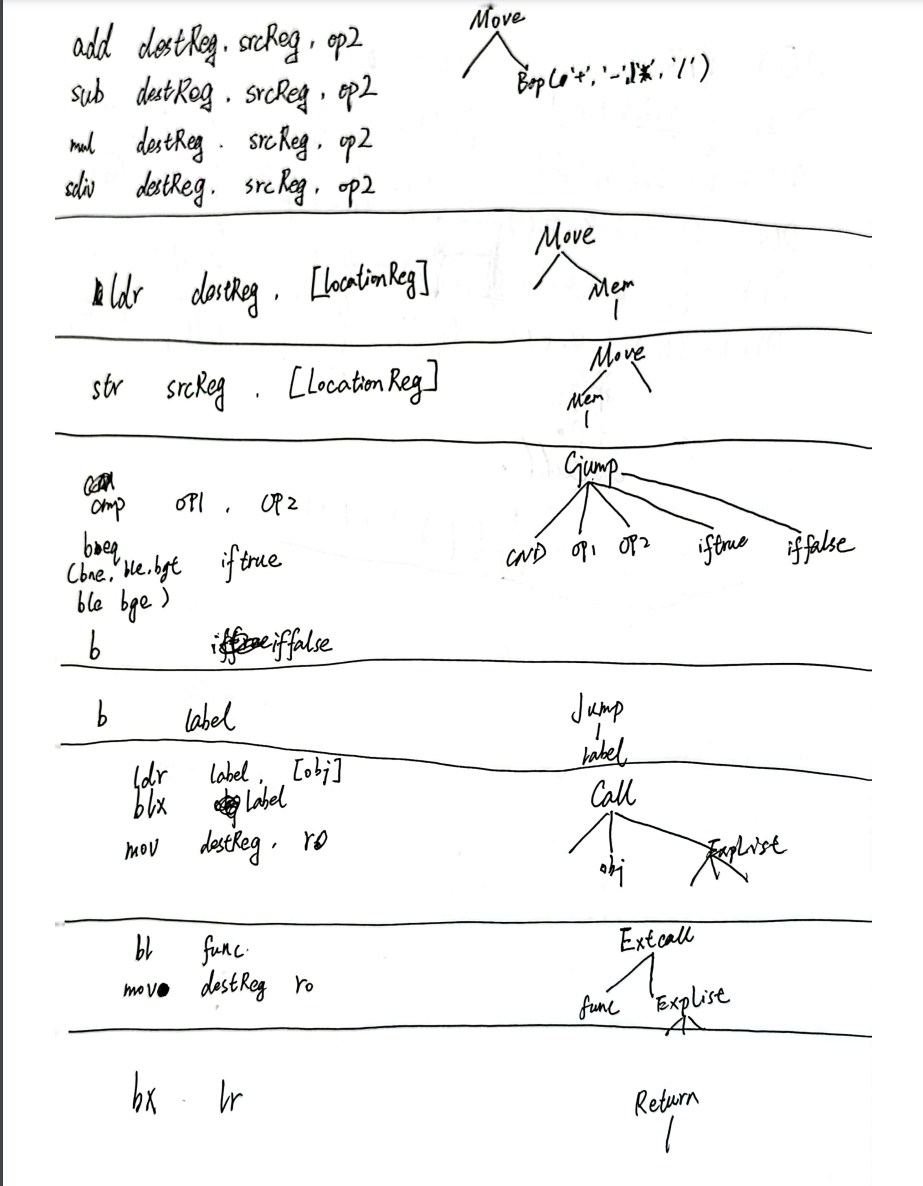 add destReg, srcReg, op2
Move
sub destReg, srcReg, op2
Bop('+', '-', '*', '/')
mul destReg. srcReg, op2
sdiv destReg, srcReg, op2
Move
ldr destReg, [LocationReg]
Mem
Move
str srcReg, [LocationReg]
Mem
Cjump
cmp op1, op2
CND op1 op2 iftrue iffalse
beq
(bne, ble, bgt iftrue
ble bge)
b iffalse
b label
Jump
label
ldr label, [obj]
Call
blx label
mov destReg, r0
ExpList
obj
bl func.
Extcall
mov destReg r0
func ExpList
bx lr
Return